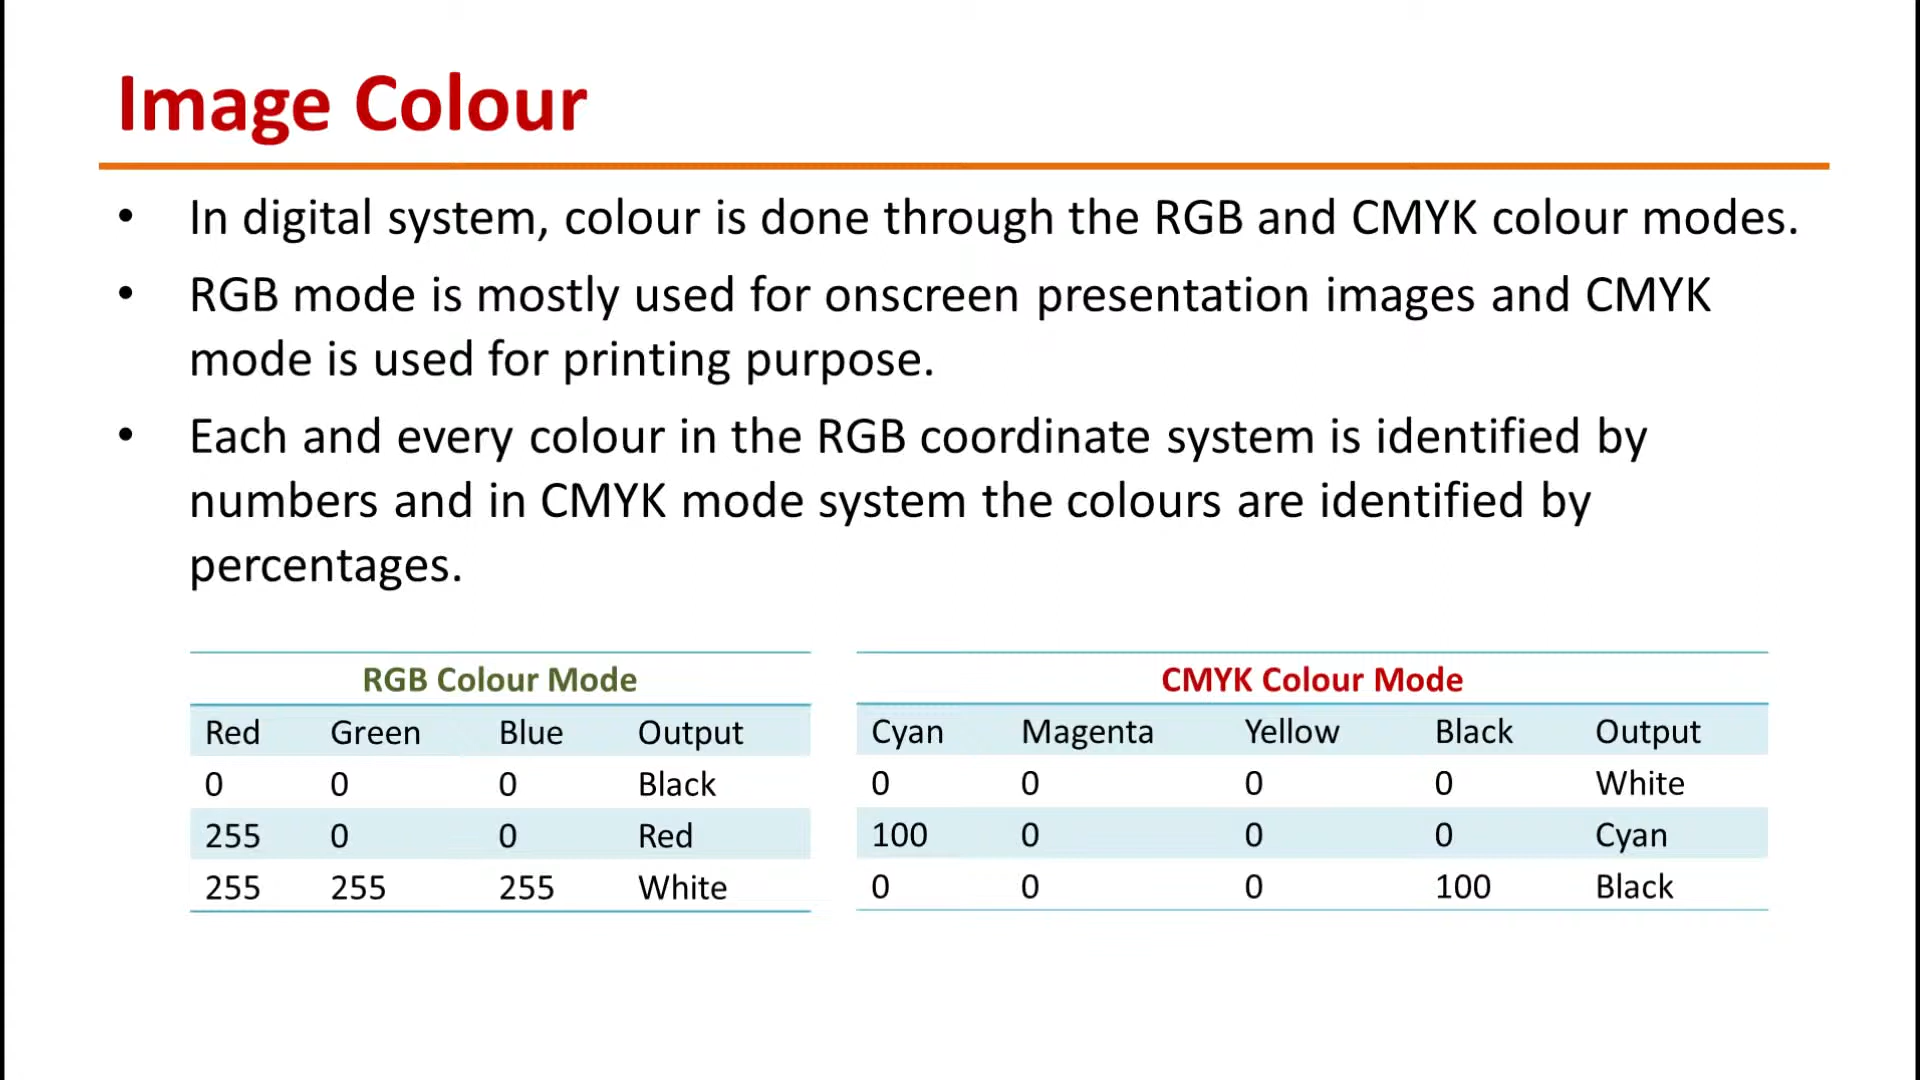 Image Colour
• In digital system, colour is done through the RGB and CMYK colour modes.
• RGB mode is mostly used for onscreen presentation images and CMYK
mode is used for printing purpose.
• Each and every colour in the RGB coordinate system is identified by
numbers and in CMYK mode system the colours are identified by
percentages.
RGB Colour Mode
Red Green Blue Output
0 0 0 Black
255 0 0 Red
255 255 255 White
CMYK Colour Mode
Cyan Magenta Yellow Black Output
0 0 0 0 White
100 0 0 0 Cyan
0 0 0 100 Black